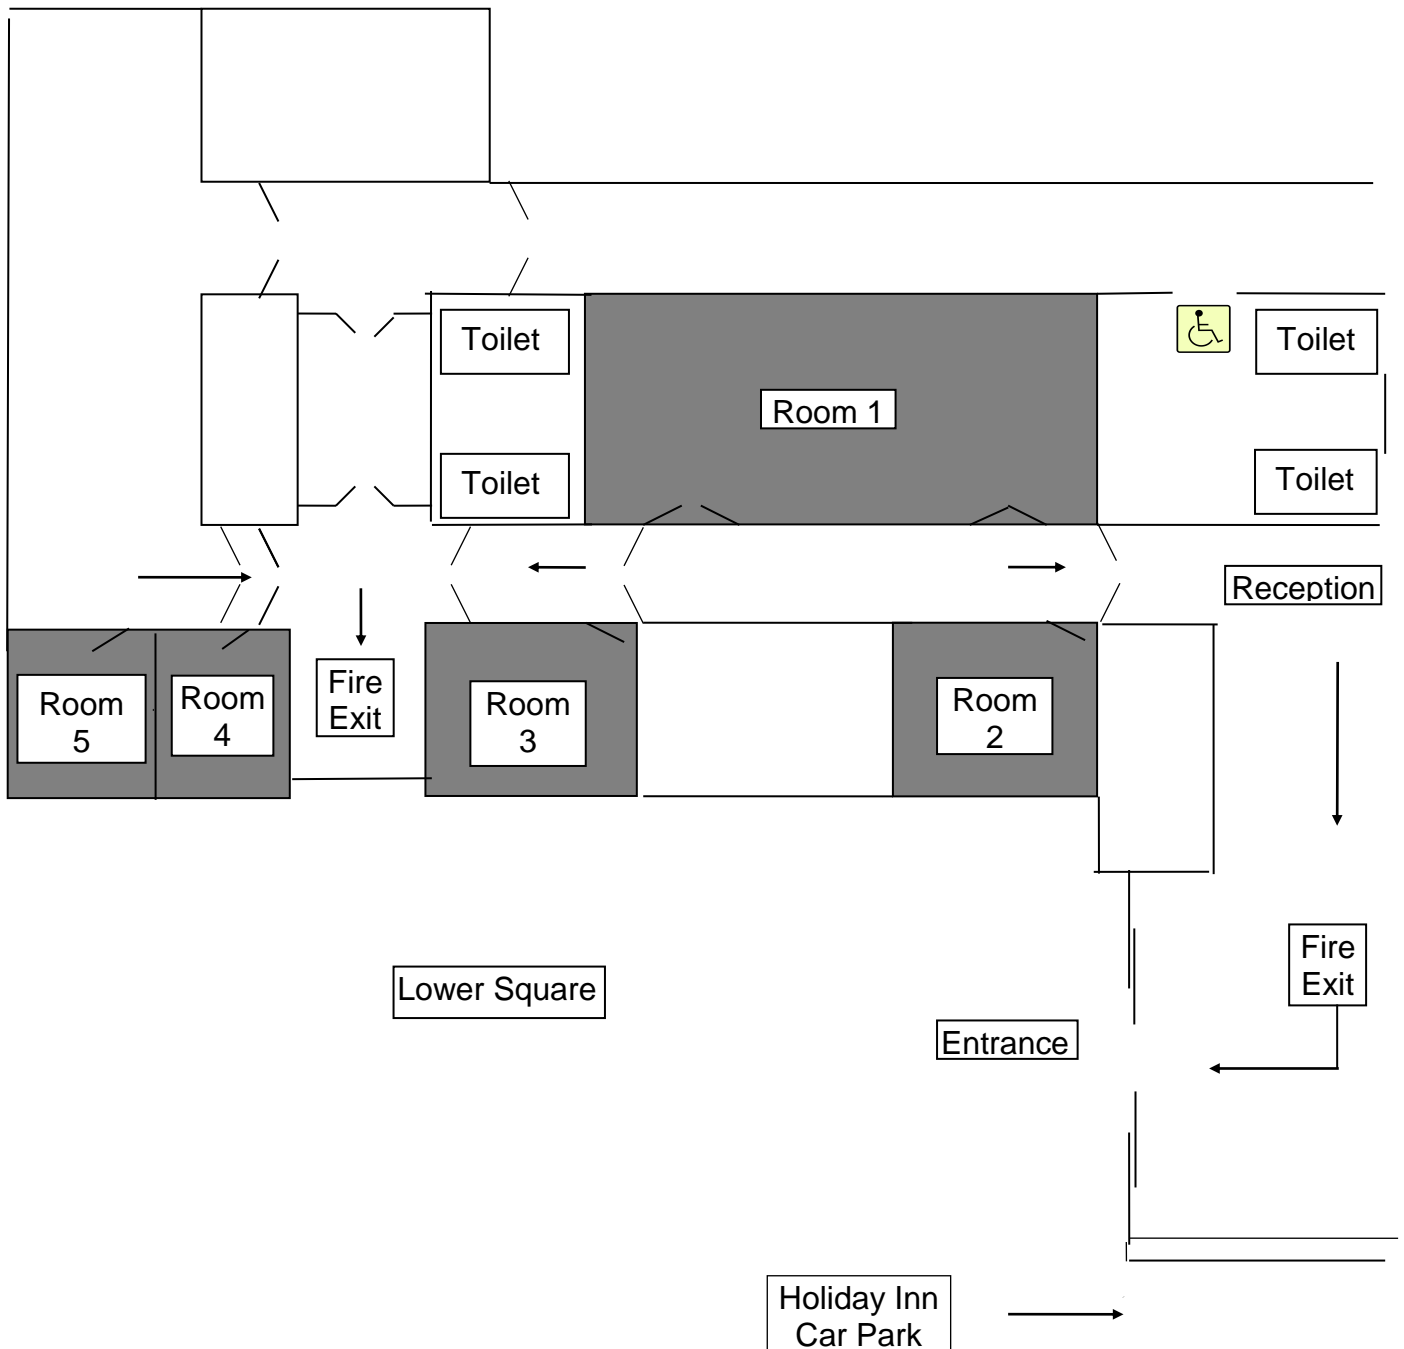 Toilet
Toilet
Room 1
Toilet
Toilet
Reception
Room
5
Room
4
Fire
Exit
Room
3
Room
2
Fire
Exit
Lower Square
Entrance
Holiday Inn
Car Park